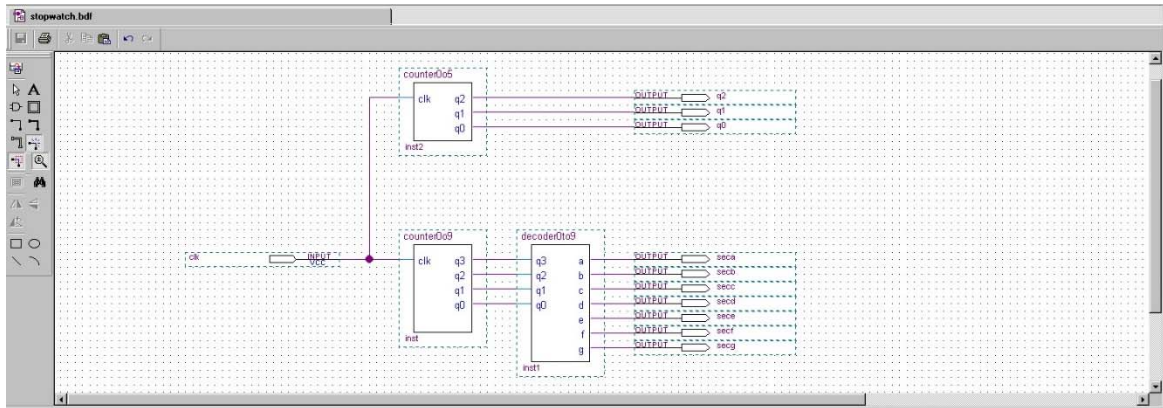 stopwatch.bdf
A
counter0o5
clk q2
q1
q0
inst2
OUTPUT q2
OUTPUT q1
OUTPUT q0
clk INPUT
VCC
counter0o9
clk q3
q2
q1
q0
inst
decoder0to9
q3 a
q2 b
q1 c
q0 d
e
f
g
inst1
OUTPUT seca
OUTPUT secb
OUTPUT secc
OUTPUT secd
OUTPUT sece
OUTPUT secf
OUTPUT secg